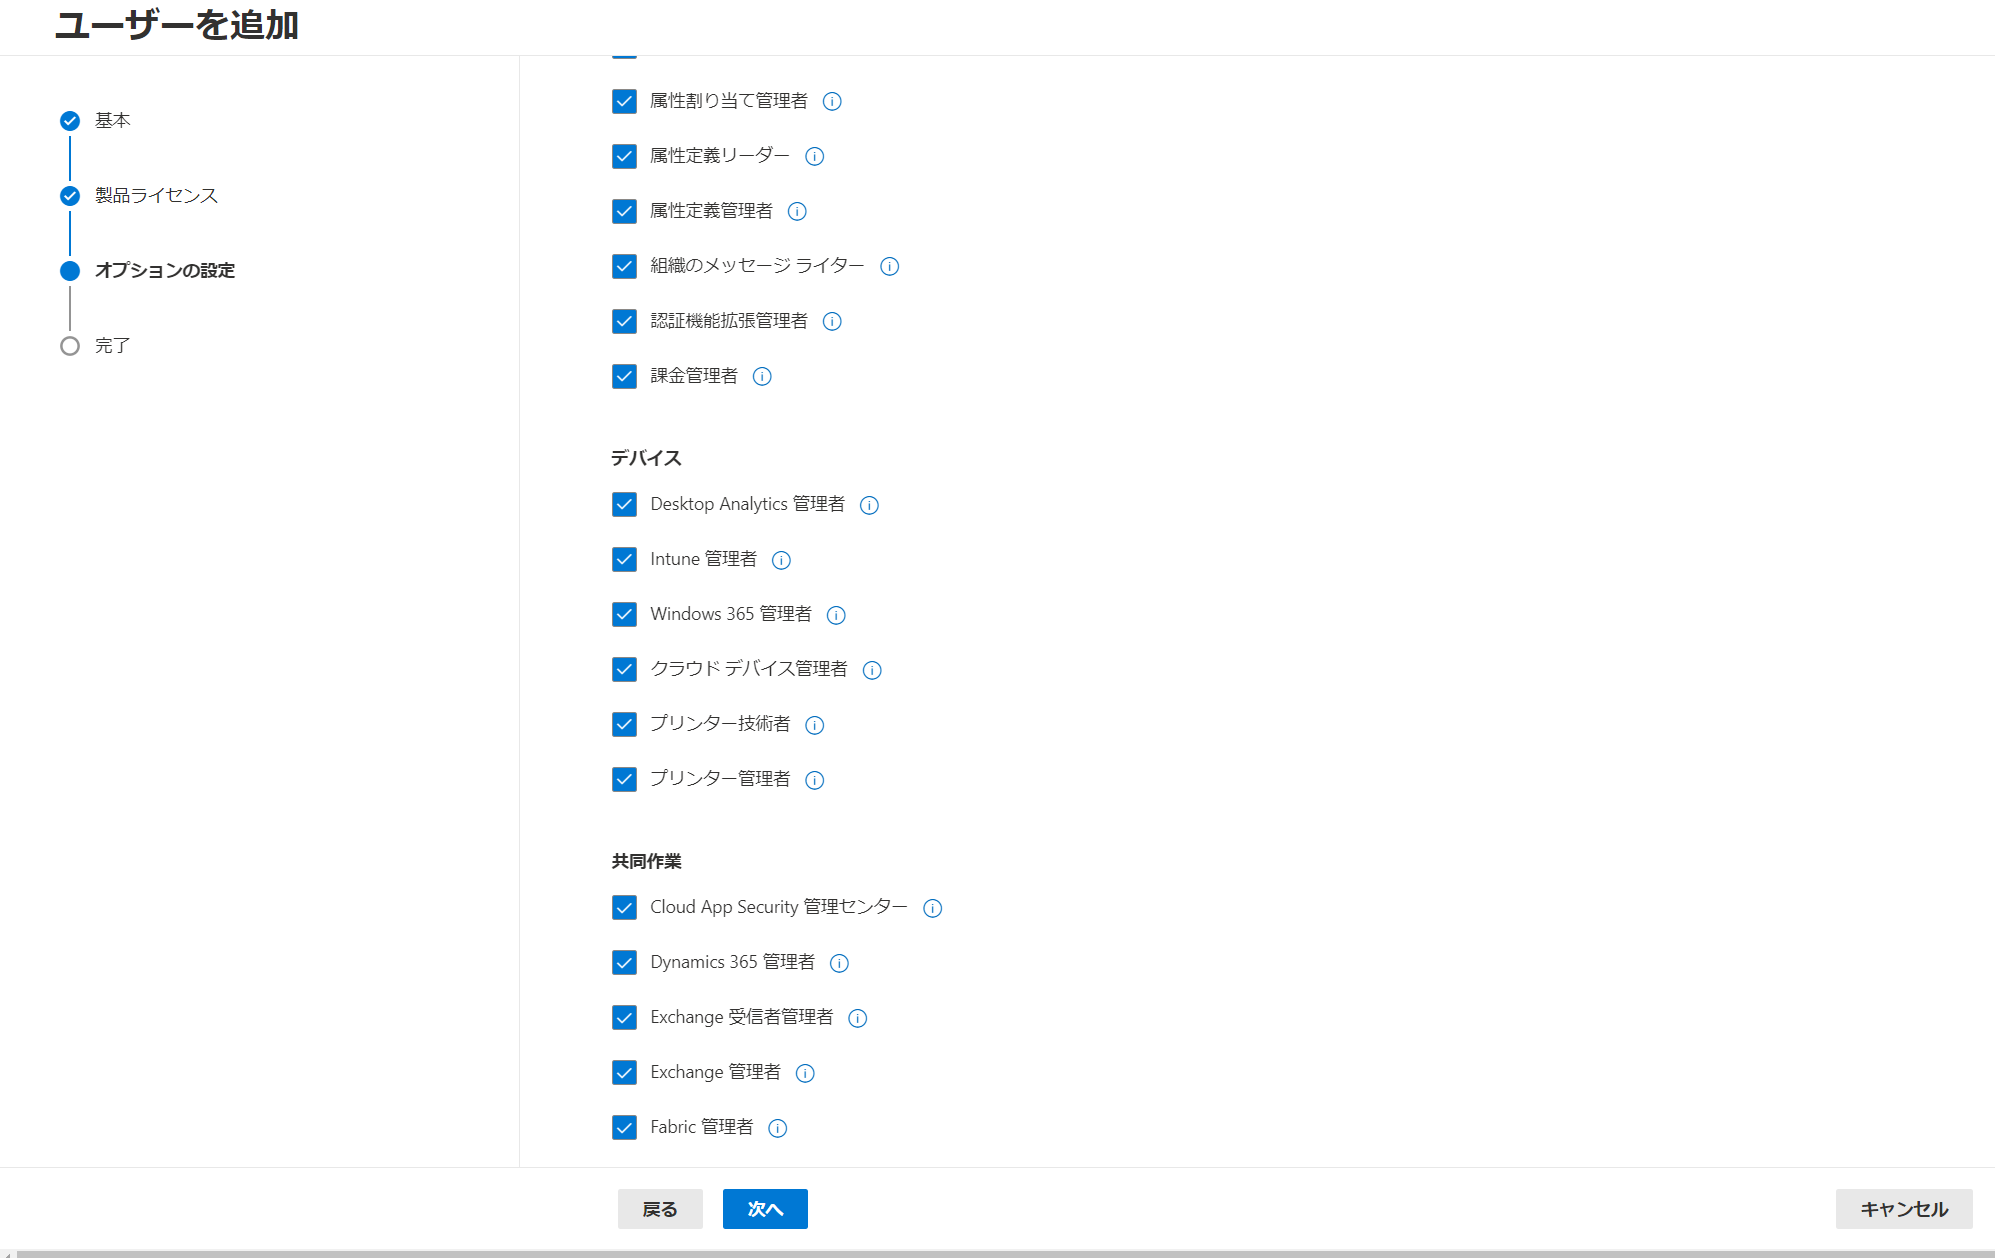 ユーザーを追加
基本
製品ライセンス
オプションの設定
完了
属性割り当て管理者
属性定義リーダー
属性定義管理者
組織のメッセージ ライター
認証機能拡張管理者
課金管理者
デバイス
Desktop Analytics 管理者
Intune 管理者
Windows 365 管理者
クラウド デバイス管理者
プリンター技術者
プリンター管理者
共同作業
Cloud App Security 管理センター
Dynamics 365 管理者
Exchange 受信者管理者
Exchange 管理者
Fabric 管理者
戻る
次へ
キャンセル